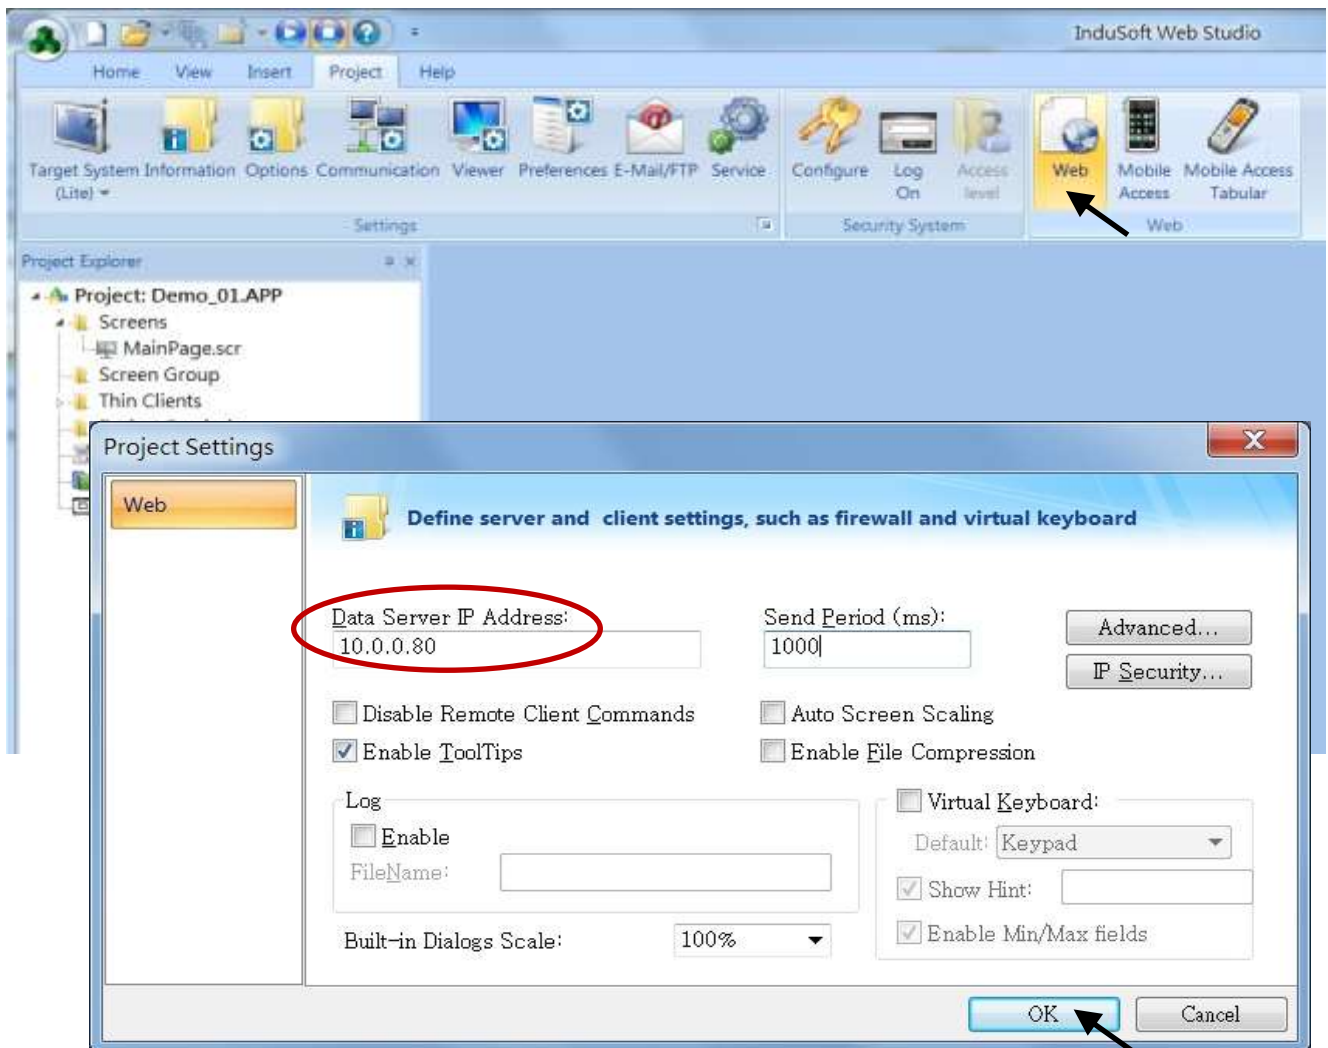 InduSoft Web Studio
Home View Insert Project Help
Target System Information Options Communication Viewer Preferences E-Mail/FTP Service Configure Log Access Web Mobile Mobile Access
(Lite) On level Access Tabular
Settings Security System Web
Project Explorer
Project: Demo_01.APP
Screens
MainPage.scr
Screen Group
Thin Clients
Project Settings
Web
Define server and client settings, such as firewall and virtual keyboard
Data Server IP Address: Send Period (ms): Advanced...
10.0.0.80 1000
IP Security...
Disable Remote Client Commands Auto Screen Scaling
Enable ToolTips Enable File Compression
Log Virtual Keyboard:
Enable Default: Keypad
FileName: Show Hint:
Built-in Dialogs Scale: 100% Enable Min/Max fields
OK Cancel